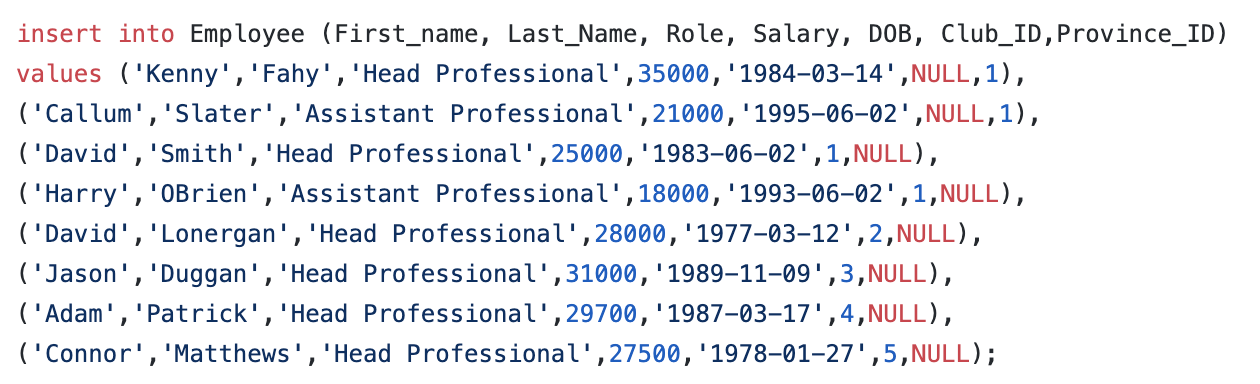 insert into Employee (First_name, Last_Name, Role, Salary, DOB, Club_ID,Province_ID)
values ('Kenny','Fahy','Head Professional',35000,'1984-03-14',NULL,1),
('Callum','Slater','Assistant Professional',21000,'1995-06-02',NULL,1),
('David','Smith','Head Professional',25000,'1983-06-02',1,NULL),
('Harry','OBrien','Assistant Professional',18000,'1993-06-02',1,NULL),
('David','Lonergan','Head Professional',28000,'1977-03-12',2,NULL),
('Jason','Duggan','Head Professional',31000,'1989-11-09',3,NULL),
('Adam','Patrick','Head Professional',29700,'1987-03-17',4,NULL),
('Connor','Matthews','Head Professional',27500,'1978-01-27',5,NULL);